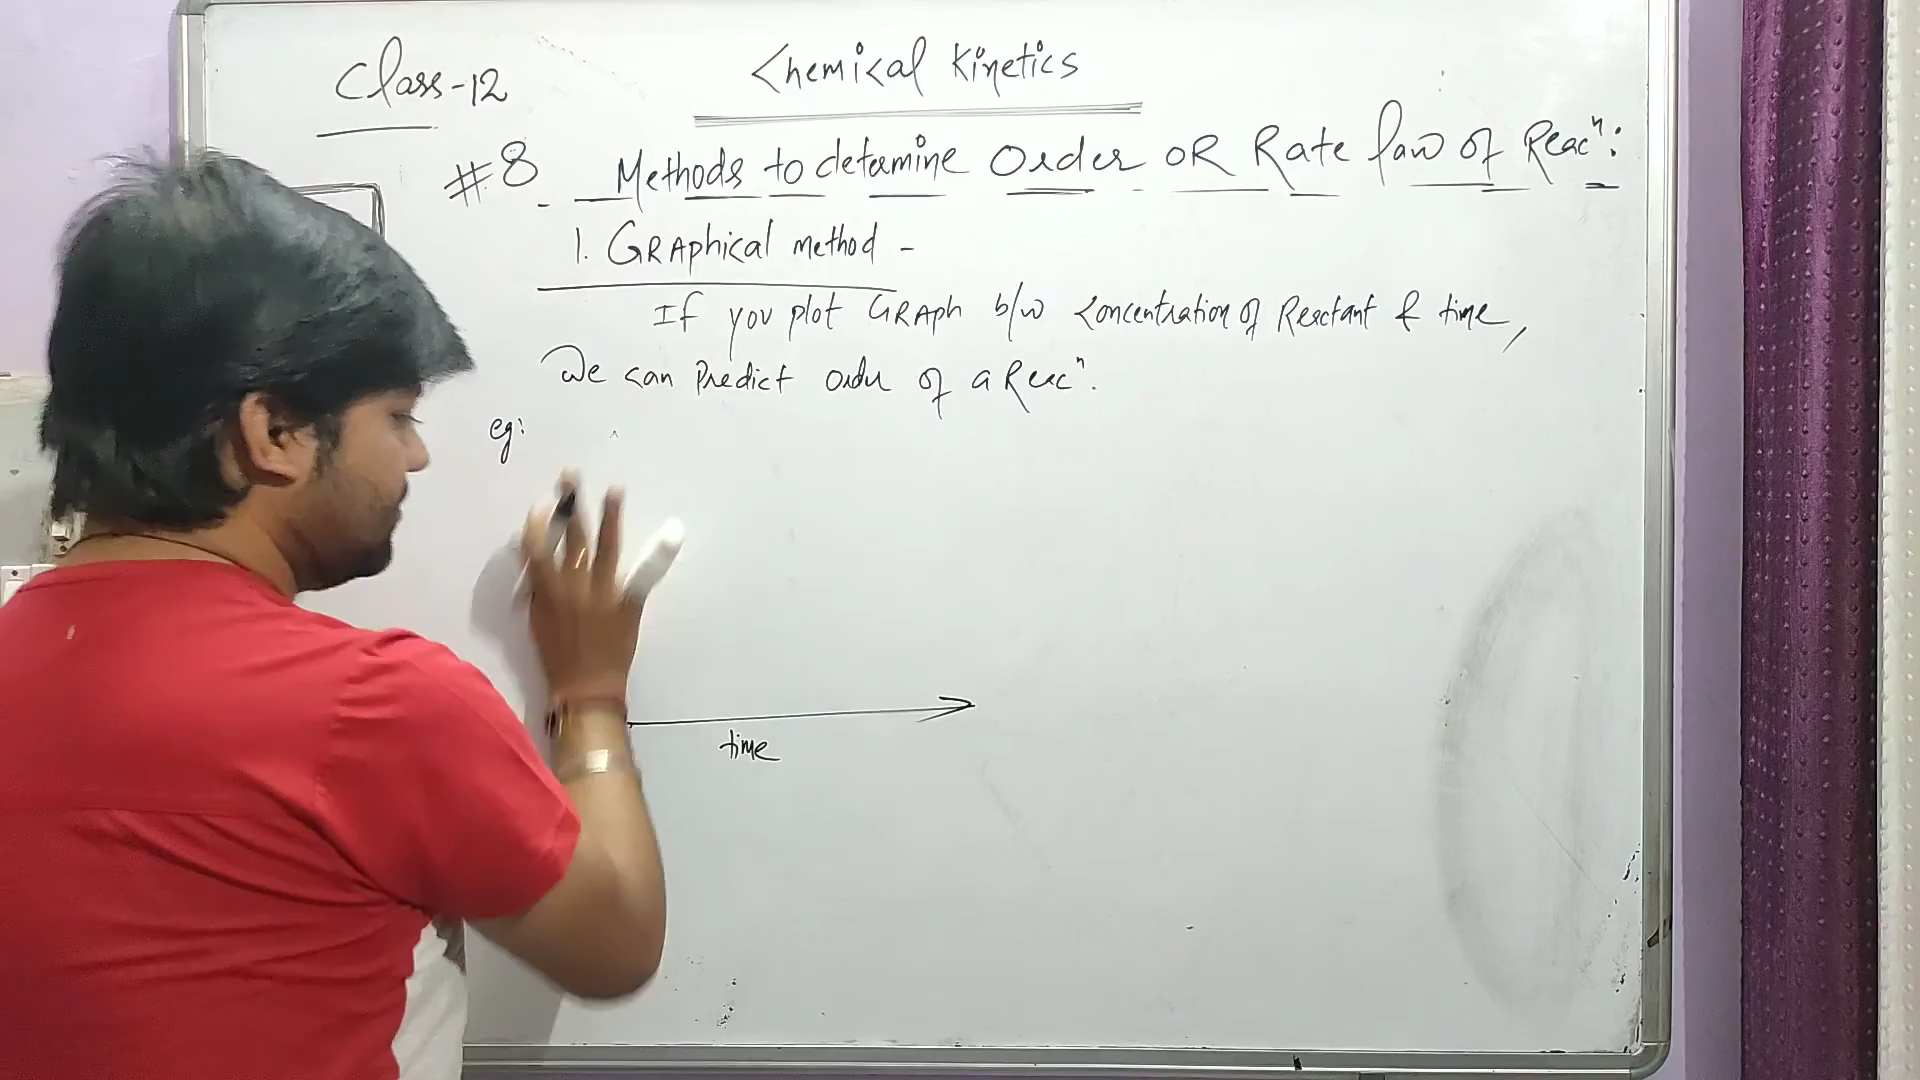 Class-12
Chemical Kinetics
#8 Methods to determine Order OR Rate law of Reacⁿ:
1. GRAphical method -
If you plot GRAph b/w concentration of Reactant & time,
We can Predict order of a Reacⁿ.
eg:
time